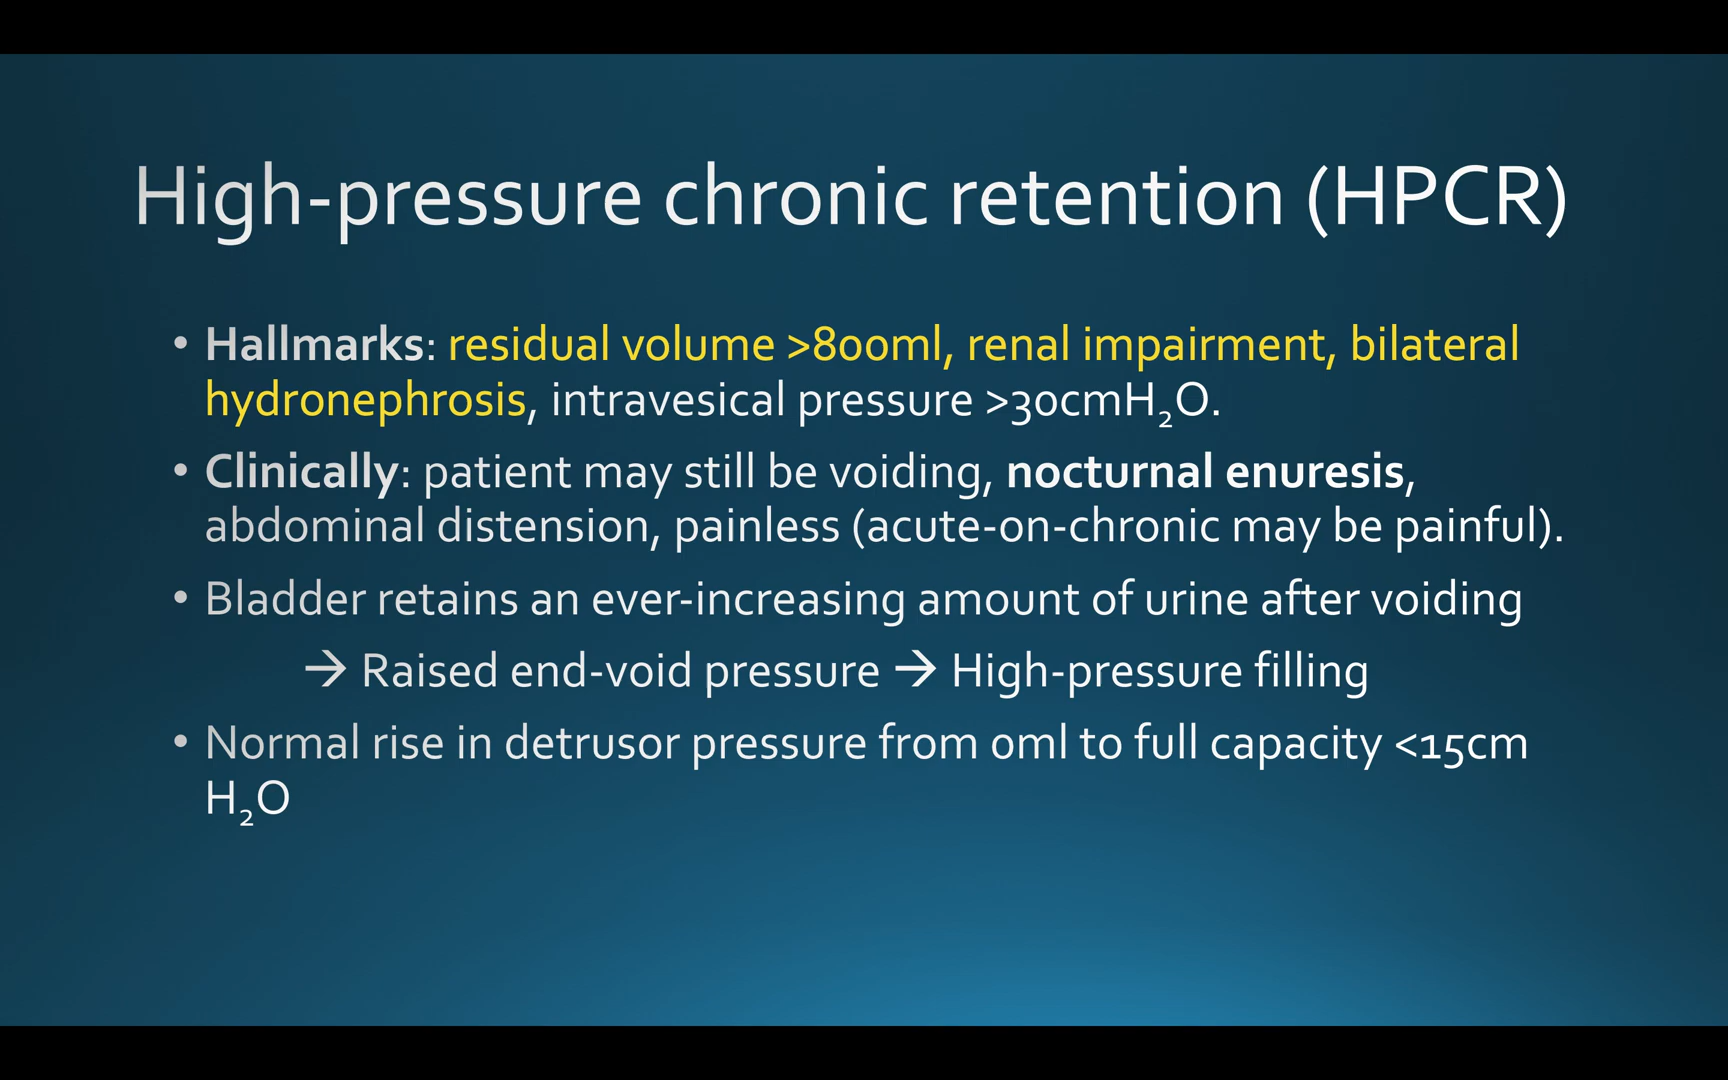 High-pressure chronic retention (HPCR)
• Hallmarks: residual volume >800ml, renal impairment, bilateral
hydronephrosis, intravesical pressure >30cmH₂O.
• Clinically: patient may still be voiding, nocturnal enuresis,
abdominal distension, painless (acute-on-chronic may be painful).
• Bladder retains an ever-increasing amount of urine after voiding
→ Raised end-void pressure → High-pressure filling
• Normal rise in detrusor pressure from 0ml to full capacity <15cm
H₂O